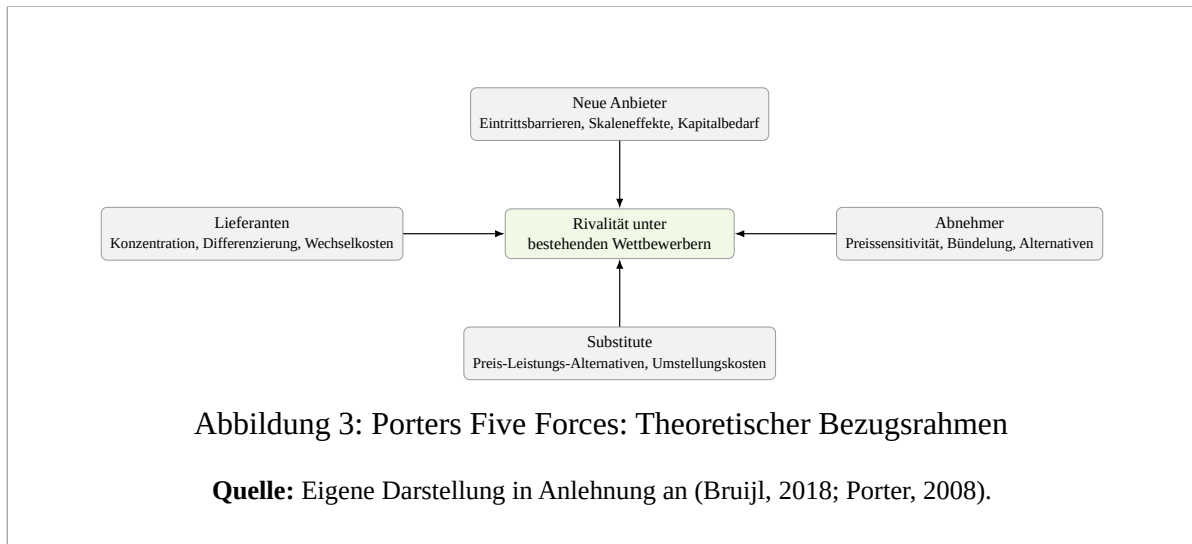 Neue Anbieter
Eintrittsbarrieren, Skaleneffekte, Kapitalbedarf
Lieferanten
Konzentration, Differenzierung, Wechselkosten
Rivalität unter
bestehenden Wettbewerbern
Abnehmer
Preissensitivität, Bündelung, Alternativen
Substitute
Preis-Leistungs-Alternativen, Umstellungskosten
Abbildung 3: Porters Five Forces: Theoretischer Bezugsrahmen
Quelle: Eigene Darstellung in Anlehnung an (Bruijl, 2018; Porter, 2008).